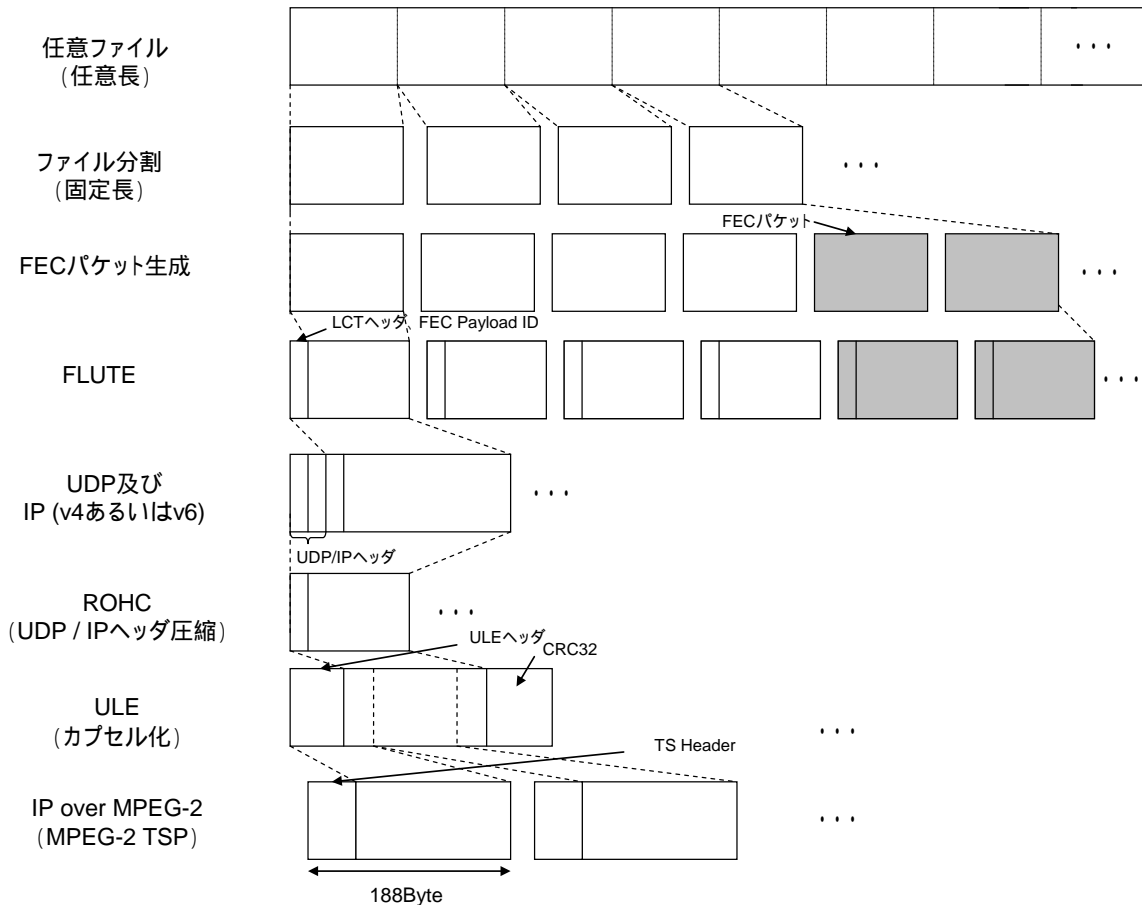 任意ファイル
(任意長)
・・・
ファイル分割
(固定長)
・・・
FECパケット
FECパケット生成
・・・
LCTヘッダ FEC Payload ID
FLUTE
・・・
UDP及び
IP (v4あるいはv6)
・・・
UDP/IPヘッダ
ROHC
(UDP / IPヘッダ圧縮)
・・・
ULEヘッダ
CRC32
ULE
(カプセル化)
・・・
TS Header
IP over MPEG-2
(MPEG-2 TSP)
・・・
188Byte